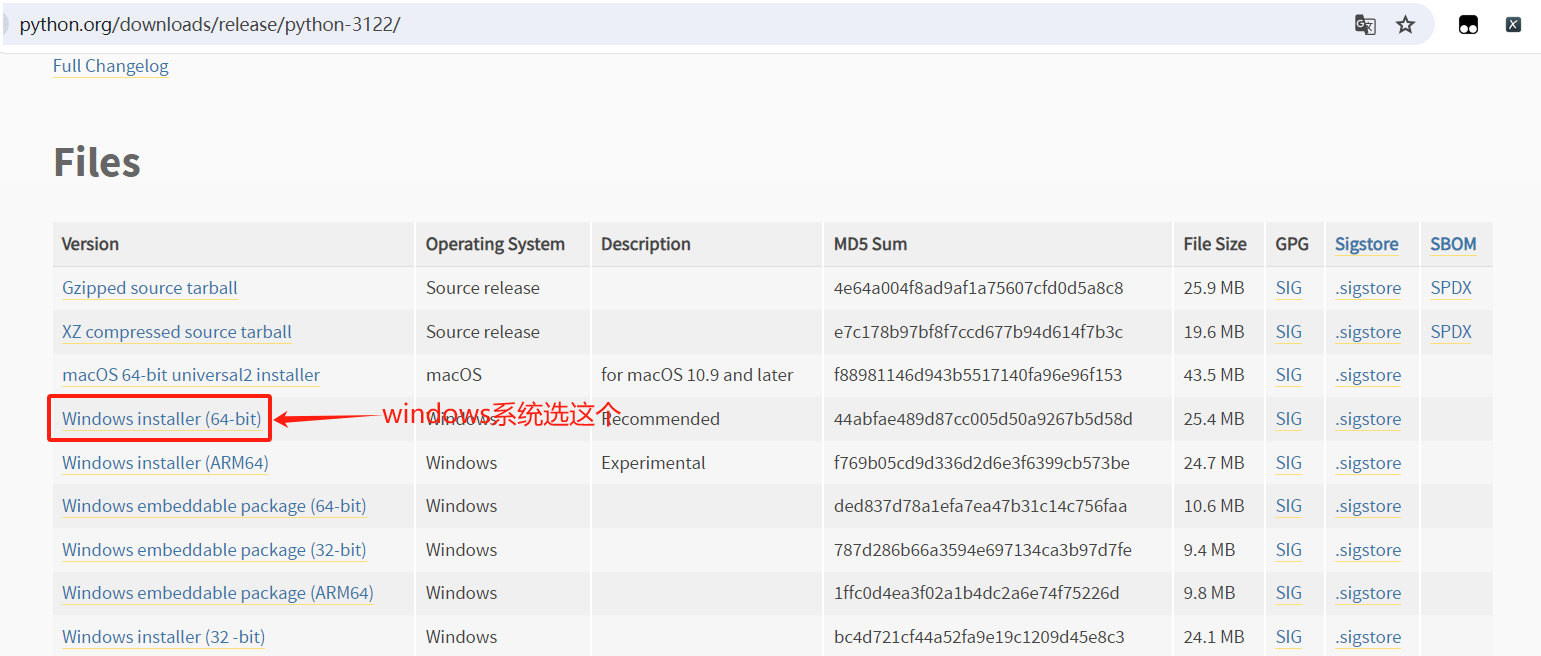 python.org/downloads/release/python-3122/
Full Changelog
Files
Version Operating System Description MD5 Sum File Size GPG Sigstore SBOM
Gzipped source tarball Source release 4e64a004f8ad9af1a75607cfd0d5a8c8 25.9 MB SIG .sigstore SPDX
XZ compressed source tarball Source release e7c178b97bf8f7ccd677b94d614f7b3c 19.6 MB SIG .sigstore SPDX
macOS 64-bit universal2 installer macOS for macOS 10.9 and later f88981146d943b5517140fa96e96f153 43.5 MB SIG .sigstore
Windows installer (64-bit) windows系统选这个 Windows Recommended 44abfae489d87cc005d50a9267b5d58d 25.4 MB SIG .sigstore
Windows installer (ARM64) Windows Experimental f769b05cd9d336d2d6e3f6399cb573be 24.7 MB SIG .sigstore
Windows embeddable package (64-bit) Windows ded837d78a1efa7ea47b31c14c756faa 10.6 MB SIG .sigstore
Windows embeddable package (32-bit) Windows 787d286b66a3594e697134ca3b97d7fe 9.4 MB SIG .sigstore
Windows embeddable package (ARM64) Windows 1ffc0d4ea3f02a1b4dc2a6e74f75226d 9.8 MB SIG .sigstore
Windows installer (32 -bit) Windows bc4d721cf44a52fa9e19c1209d45e8c3 24.1 MB SIG .sigstore